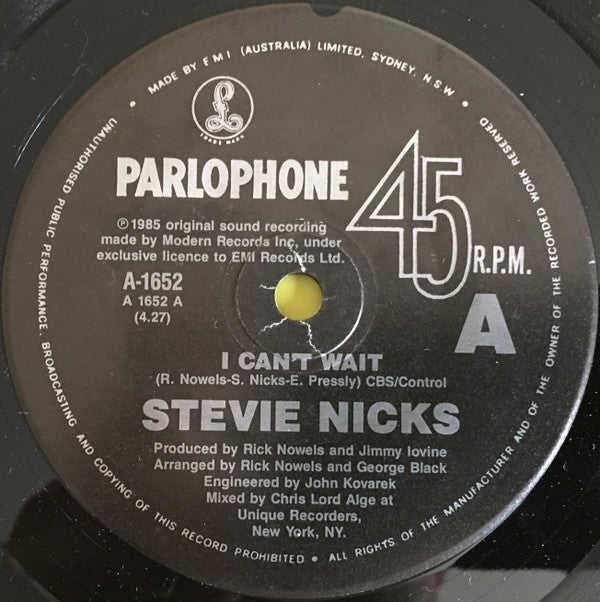 • MADE BY E M I (AUSTRALIA) LIMITED, SYDNEY, N.S.W •
UNAUTHORISED PUBLIC PERFORMANCE. BROADCASTING AND COPYING OF THIS RECORD PROHIBITED • ALL RIGHTS OF THE MANUFACTURER AND OF THE OWNER OF THE RECORDED WORK RESERVED
£
TRADE MARK
PARLOPHONE
45 R.P.M.
℗1985 original sound recording
made by Modern Records Inc, under
exclusive licence to EMI Records Ltd.
A-1652
A 1652 A
(4.27)
A
I CAN'T WAIT
(R. Nowels-S. Nicks-E. Pressly) CBS/Control
STEVIE NICKS
Produced by Rick Nowels and Jimmy Iovine
Arranged by Rick Nowels and George Black
Engineered by John Kovarek
Mixed by Chris Lord Alge at
Unique Recorders,
New York, NY.